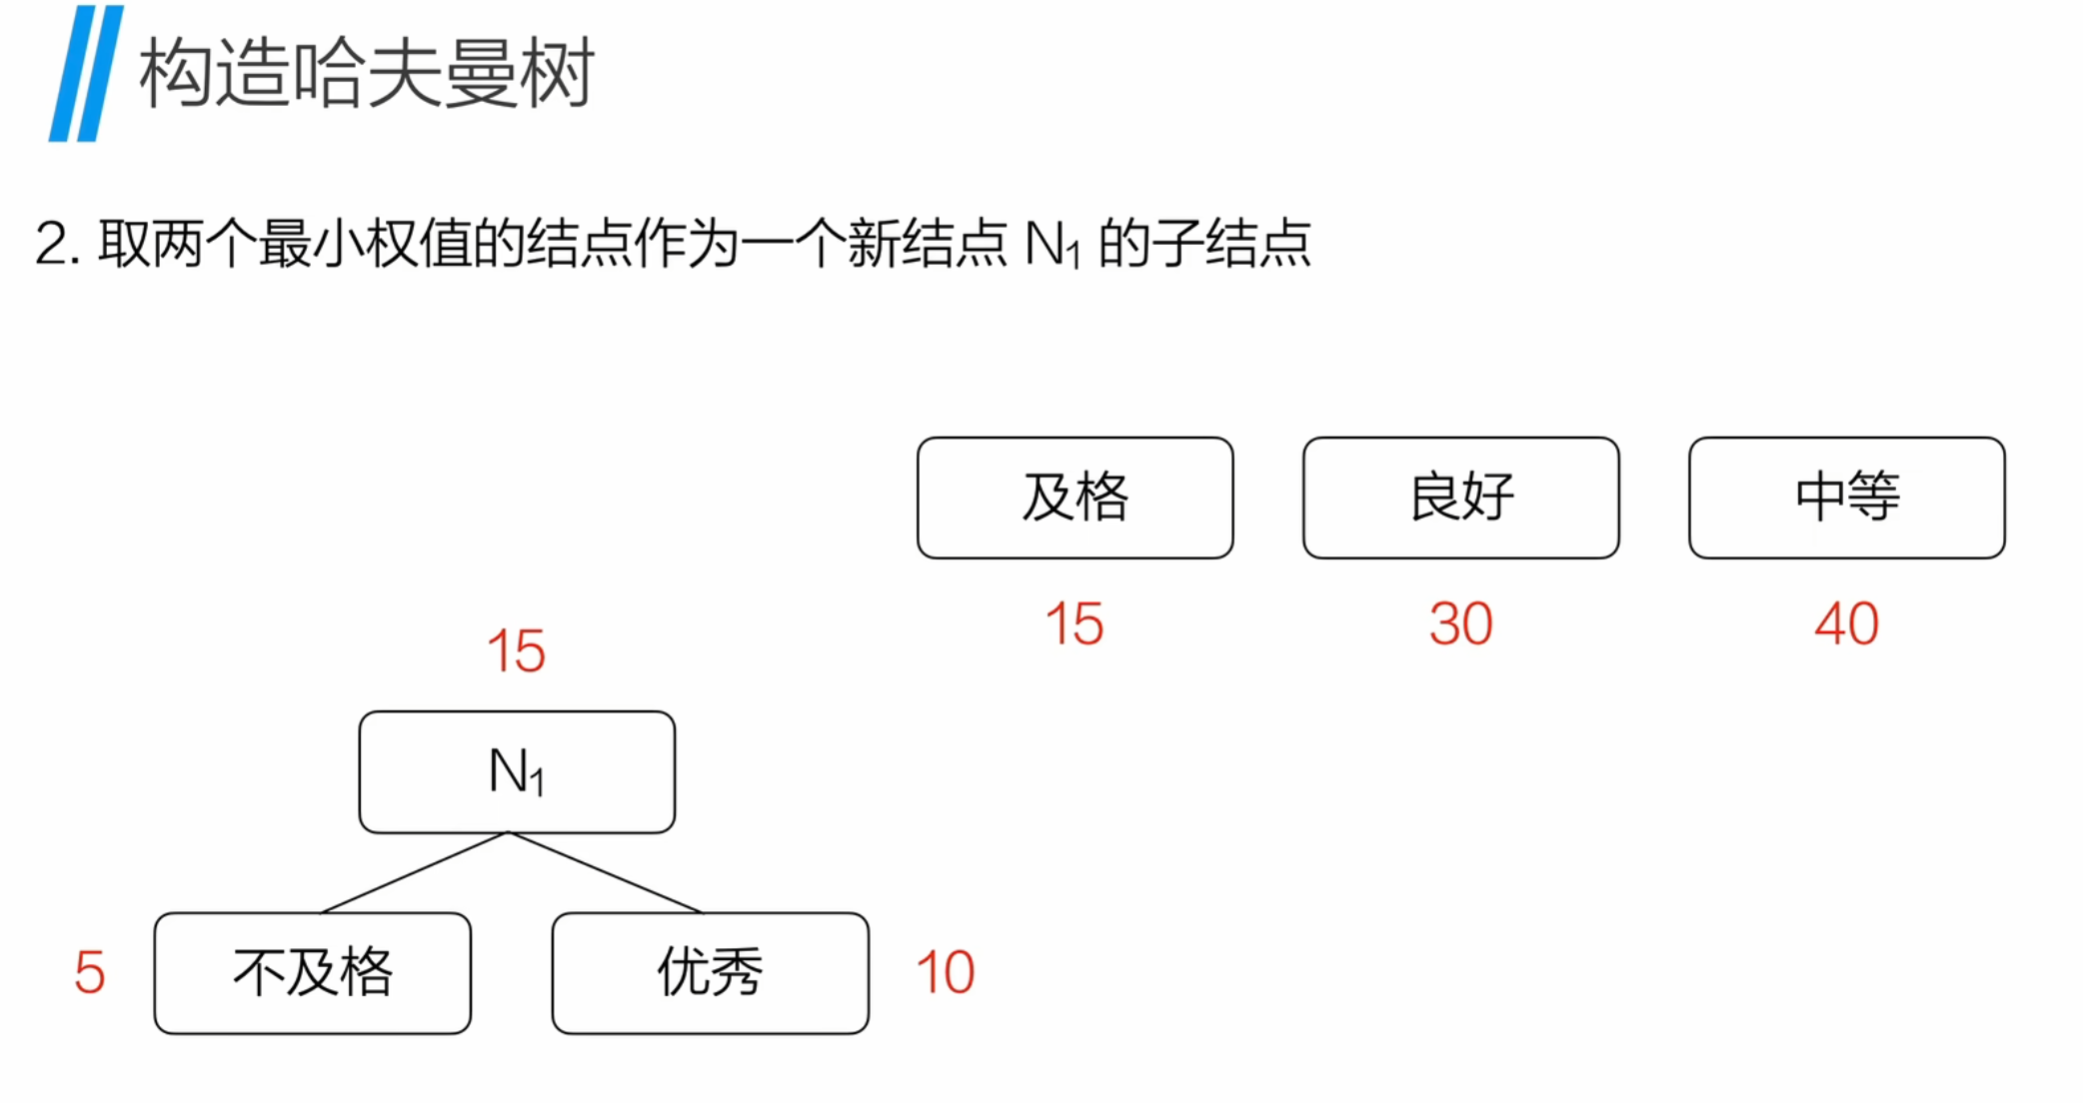 构造哈夫曼树
2. 取两个最小权值的结点作为一个新结点 N₁ 的子结点
及格 良好 中等
15 30 40
15
N₁
5 不及格 优秀 10